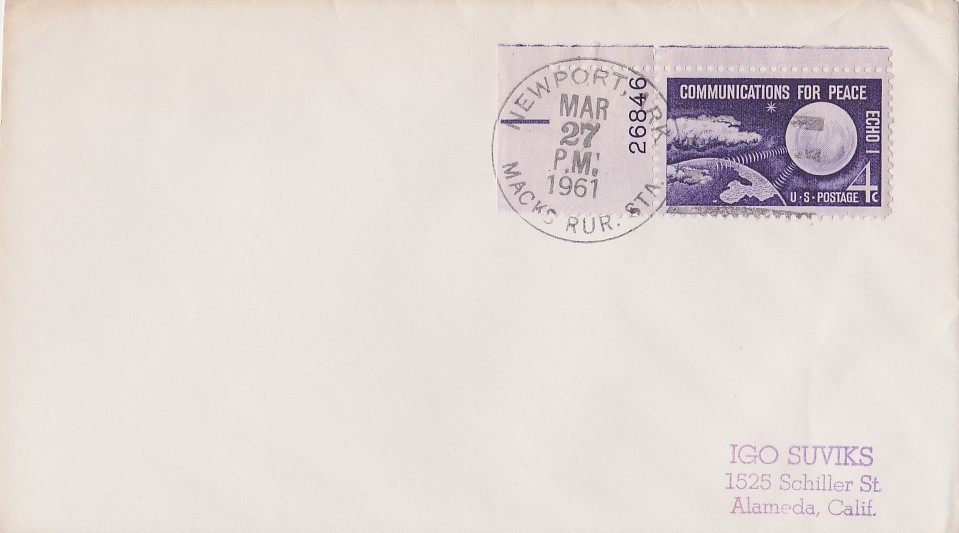 NEWPORT, ARK
MAR
27
P.M.
1961
MACKS RUR. STA.
26846
COMMUNICATIONS FOR PEACE
ECHO I
U·S·POSTAGE 4c
IGO SUVIKS
1525 Schiller St.
Alameda, Calif.